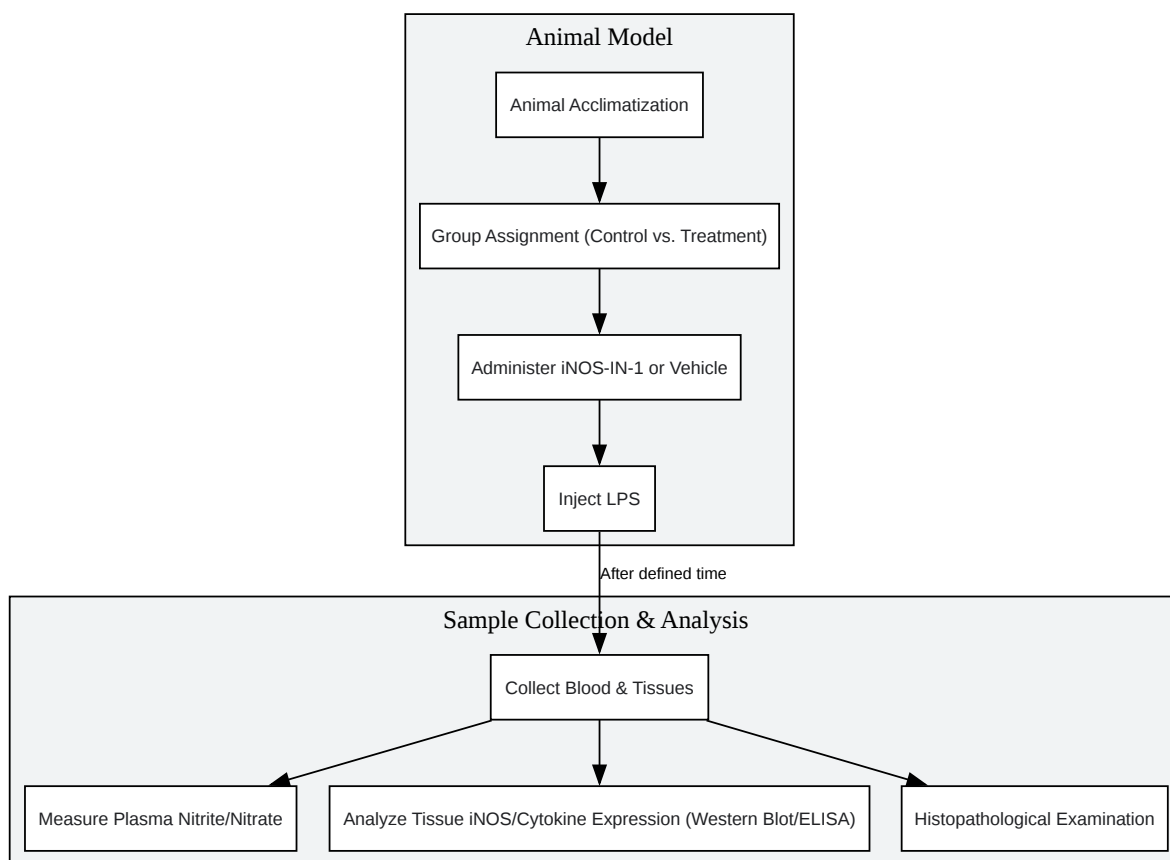 Animal Model
Animal Acclimatization
Group Assignment (Control vs. Treatment)
Administer iNOS-IN-1 or Vehicle
Inject LPS
After defined time
Sample Collection & Analysis
Collect Blood & Tissues
Measure Plasma Nitrite/Nitrate
Analyze Tissue iNOS/Cytokine Expression (Western Blot/ELISA)
Histopathological Examination